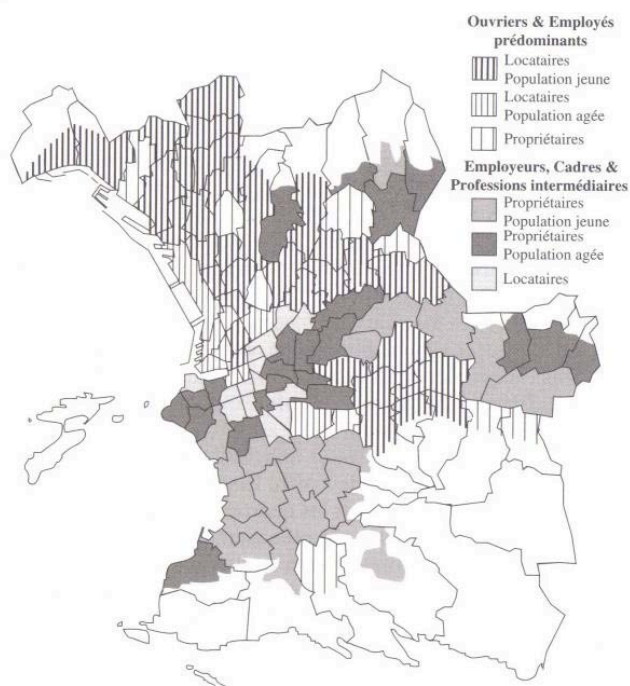 Ouvriers & Employés
prédominant
Locataires
Population jeune
Locataires
Population agée
Propriétaires
Employeurs, Cadres &
Professions intermédiaires
Propriétaires
Population jeune
Propriétaires
Population agée
Locataires